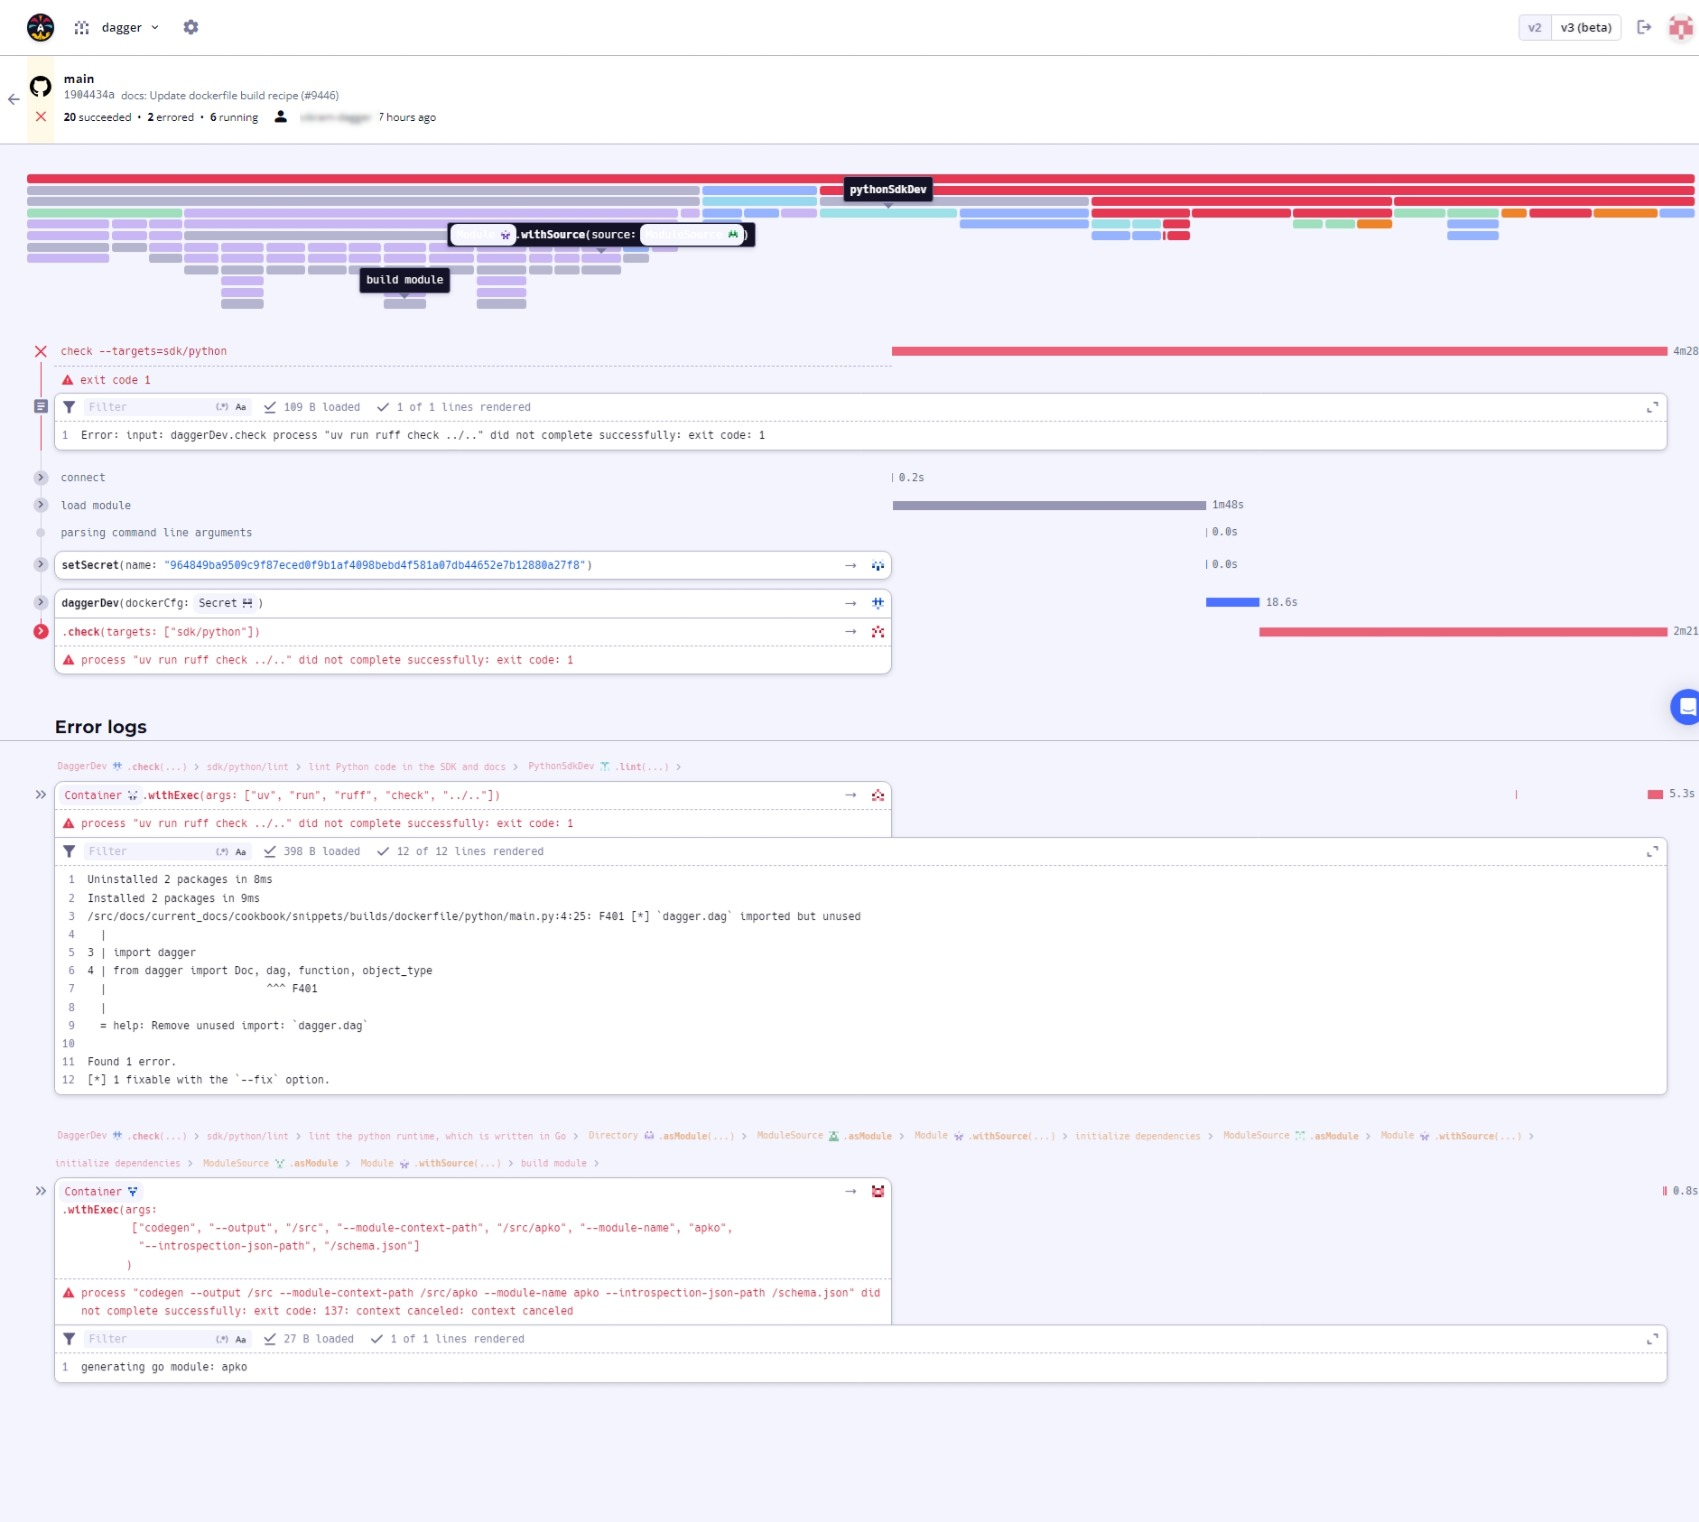 dagger
v2 v3 (beta)
main
1904434a docs: Update dockerfile build recipe (#9446)
20 succeeded • 2 errored • 6 running 7 hours ago
pythonSdkDev
Module .withSource(source: ModuleSource )
build module
check --targets=sdk/python 4m28
exit code 1
Filter (.*) Aa 109 B loaded 1 of 1 lines rendered
1 Error: input: daggerDev.check process "uv run ruff check ../.." did not complete successfully: exit code: 1
connect 0.2s
load module 1m48s
parsing command line arguments 0.0s
setSecret(name: "964849ba9509c9f87eced0f9b1af4098bebd4f581a07db44652e7b12880a27f8") → 0.0s
daggerDev(dockerCfg: Secret ) → 18.6s
.check(targets: ["sdk/python"]) → 2m21
process "uv run ruff check ../.." did not complete successfully: exit code: 1
Error logs
DaggerDev .check(...) > sdk/python/lint > lint Python code in the SDK and docs > PythonSdkDev .lint(...) >
Container .withExec(args: ["uv", "run", "ruff", "check", "../.."]) → 5.3s
process "uv run ruff check ../.." did not complete successfully: exit code: 1
Filter (.*) Aa 398 B loaded 12 of 12 lines rendered
1 Uninstalled 2 packages in 8ms
2 Installed 2 packages in 9ms
3 /src/docs/current_docs/cookbook/snippets/builds/dockerfile/python/main.py:4:25: F401 [*] `dagger.dag` imported but unused
4 |
5 3 | import dagger
6 4 | from dagger import Doc, dag, function, object_type
7 | ^^^ F401
8 |
9 = help: Remove unused import: `dagger.dag`
10
11 Found 1 error.
12 [*] 1 fixable with the `--fix` option.
DaggerDev .check(...) > sdk/python/lint > lint the python runtime, which is written in Go > Directory .asModule(...) > ModuleSource .asModule > Module .withSource(...) > initialize dependencies > ModuleSource .asModule > Module .withSource(...) >
initialize dependencies > ModuleSource .asModule > Module .withSource(...) > build module >
Container → 0.8s
.withExec(args:
["codegen", "--output", "/src", "--module-context-path", "/src/apko", "--module-name", "apko",
"--introspection-json-path", "/schema.json"]
)
process "codegen --output /src --module-context-path /src/apko --module-name apko --introspection-json-path /schema.json" did
not complete successfully: exit code: 137: context canceled: context canceled
Filter (.*) Aa 27 B loaded 1 of 1 lines rendered
1 generating go module: apko